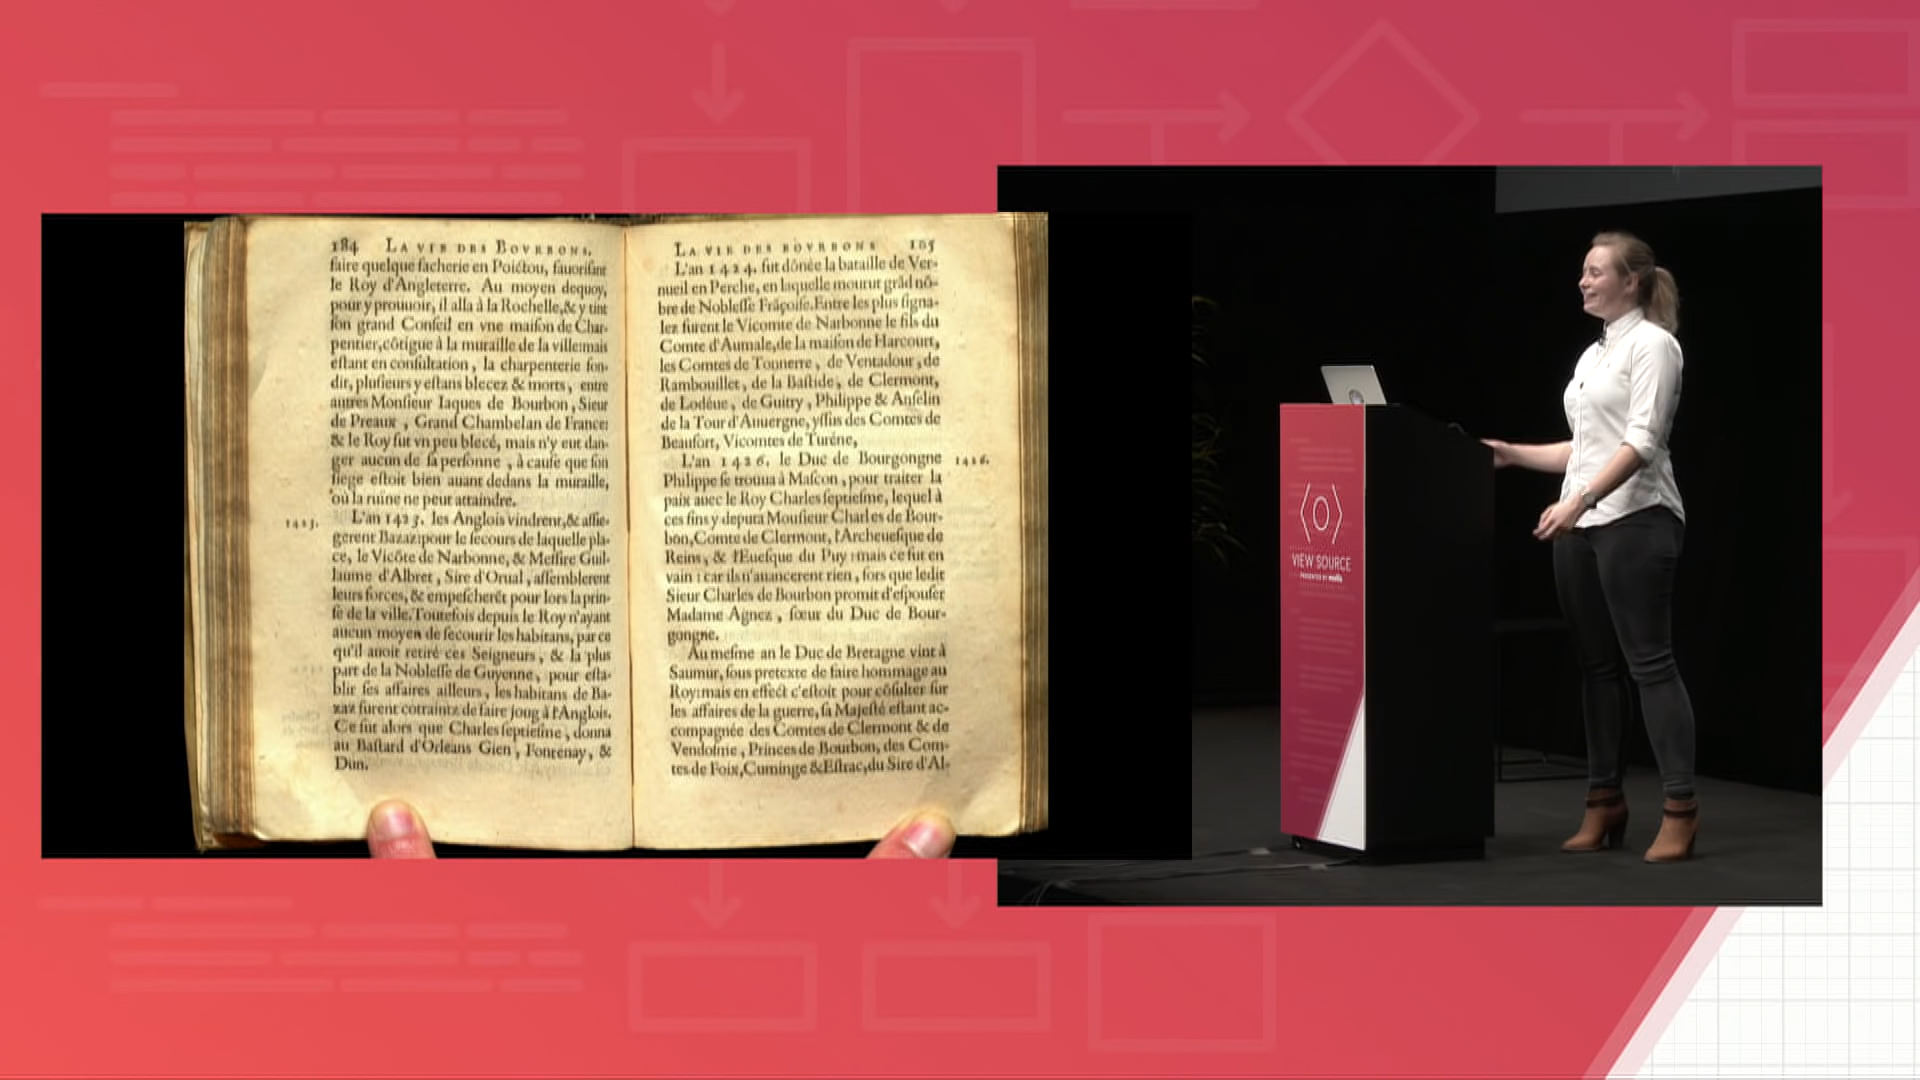 184 LA VIE DES BOVRBONS.
faire quelque facherie en Poictou, fauorisãt
le Roy d'Angleterre. Au moyen dequoy,
pour y prouuoir, il alla à la Rochelle,& y tint
son grand Conseil en vne maison de Char-
pentier,cõtigue à la muraille de la ville:mais
estant en consultation, la charpenterie fon-
dit, plusieurs y estans blecez & morts, entre
autres Monsieur Iaques de Bourbon, Sieur
de Preaux, Grand Chambelan de France:
& le Roy fut vn peu blecé, mais n'y eut dan-
ger aucun de sa personne, à cause que son
siege estoit bien auant dedans la muraille,
où la ruine ne peut attaindre.
1423. L'an 1423. les Anglois vindrent,& assie-
gerent Bazaz:pour le secours de laquelle pla-
ce, le Vicõte de Narbonne, & Messire Guil-
laume d'Albret, Sire d'Orual, assemblerent
leurs forces, & empescherẽt pour lors la prin-
se de la ville.Toutefois depuis le Roy n'ayant
aucun moyen de secourir les habitans, par ce
qu'il auoit retiré ces Seigneurs, & la plus
part de la Noblesse de Guyenne, pour esta-
blir ses affaires ailleurs, les habitans de Ba-
zaz furent cotraintz de faire joug à l'Anglois.
Ce fut alors que Charles septiesme, donna
au Bastard d'Orleans Gien, Fontenay, &
Dun.
LA VIE DES BOVRBONS 185
L'an 1424. fut dõnée la bataille de Ver-
nueil en Perche, en laquelle mourut grãd nõ-
bre de Noblesse Frãçoise.Entre les plus signa-
lez furent le Vicomte de Narbonne le fils du
Comte d'Aumale,de la maison de Harcourt,
les Comtes de Tonnerre, de Ventadour, de
Rambouillet, de la Bastide, de Clermont,
de Lodéue, de Guitry, Philippe & Anselin
de la Tour d'Auuergne, yssus des Comtes de
Beaufort, Vicomtes de Turéne,
L'an 1426. le Duc de Bourgongne 1426.
Philippe se trouua à Mascon, pour traiter la
paix auec le Roy Charles septiesme, lequel à
ces fins y deputa Monsieur Charles de Bour-
bon,Comte de Clermont, l'Archeuesque de
Reins, & l'Euesque du Puy:mais ce fut en
vain: car ils n'auancerent rien, fors que ledit
Sieur Charles de Bourbon promit d'espouser
Madame Agnez, sœur du Duc de Bour-
gongne.
Au mesme an le Duc de Bretagne vint à
Saumur, sous pretexte de faire hommage au
Roy:mais en effect c'estoit pour cõsulter sur
les affaires de la guerre, sa Majesté estant ac-
compagnée des Comtes de Clermont & de
Vendosme, Princes de Bourbon, des Com-
tes de Foix,Cuminge &Estrac,du Sire d'Al-
VIEW SOURCE
PRESENTED BY moz://a